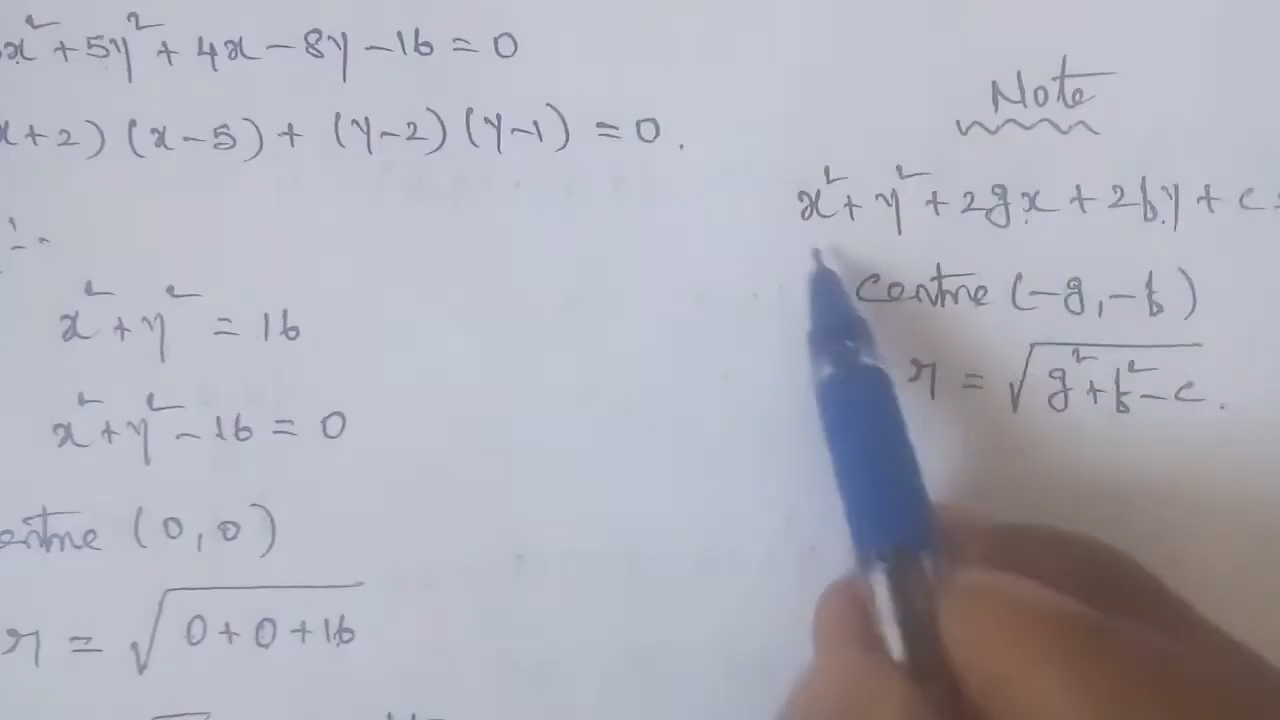 x² + 5y² + 4x - 8y - 16 = 0
x+2) (x-5) + (y-2) (y-1) = 0.
Note
x² + y² + 2gx + 2fy + c =
Centre (-g, -f)
r = √(g² + f² - c).
x² + y² = 16
x² + y² - 16 = 0
entre (0, 0)
r = √(0+0+16)